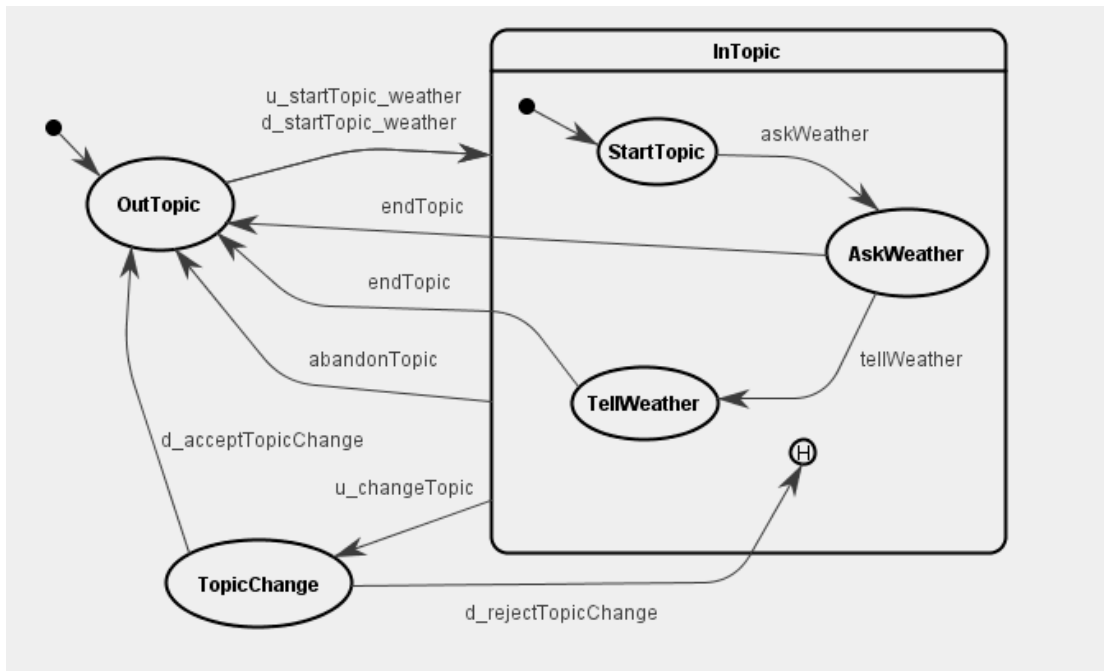 InTopic
u_startTopic_weather
d_startTopic_weather
askWeather
StartTopic
OutTopic
endTopic
AskWeather
endTopic
abandonTopic
tellWeather
TellWeather
d_acceptTopicChange
H
u_changeTopic
TopicChange
d_rejectTopicChange